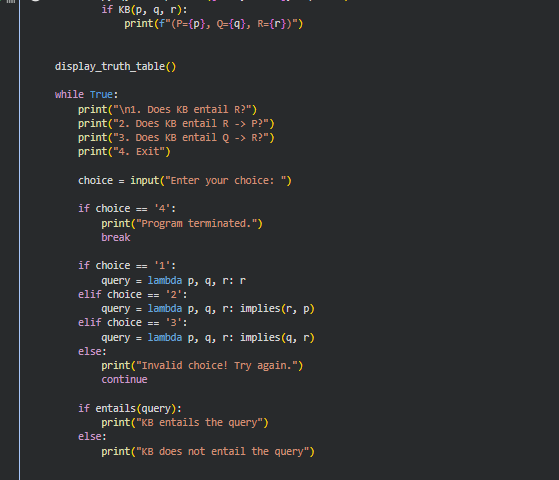 if KB(p, q, r):
print(f"(P={p}, Q={q}, R={r})")
display_truth_table()
while True:
print("\n1. Does KB entail R?")
print("2. Does KB entail R -> P?")
print("3. Does KB entail Q -> R?")
print("4. Exit")
choice = input("Enter your choice: ")
if choice == '4':
print("Program terminated.")
break
if choice == '1':
query = lambda p, q, r: r
elif choice == '2':
query = lambda p, q, r: implies(r, p)
elif choice == '3':
query = lambda p, q, r: implies(q, r)
else:
print("Invalid choice! Try again.")
continue
if entails(query):
print("KB entails the query")
else:
print("KB does not entail the query")